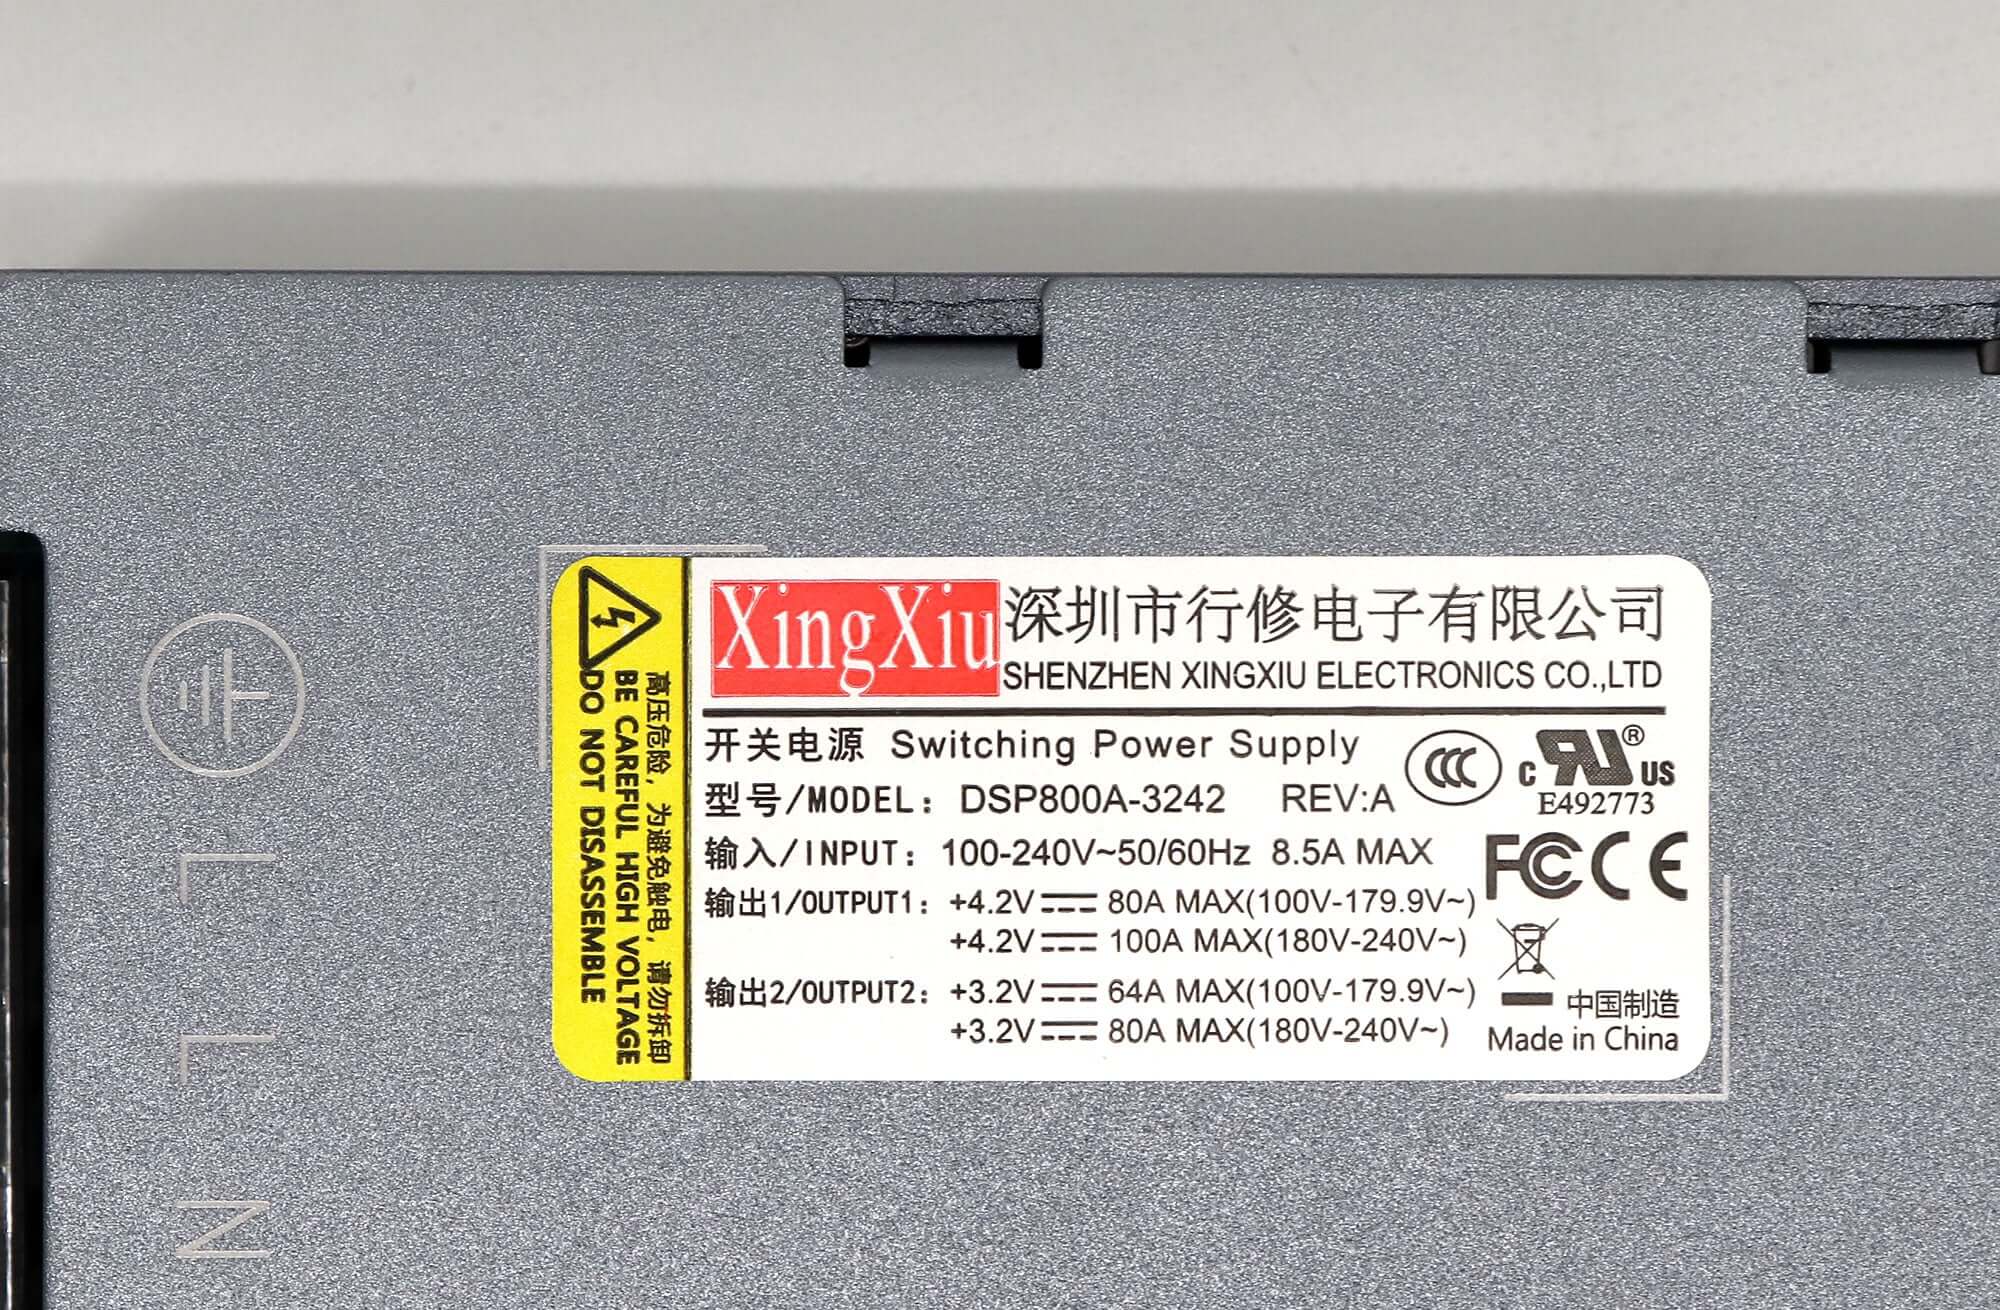 XingXiu
深圳市行修电子有限公司
SHENZHEN XINGXIU ELECTRONICS CO.,LTD
开关电源 Switching Power Supply
型号/MODEL: DSP800A-3242 REV:A
CCC
c RU ® US
E492773
输入/INPUT: 100-240V~50/60Hz 8.5A MAX
FC CE
输出1/OUTPUT1: +4.2V⎓80A MAX(100V-179.9V~)
+4.2V⎓100A MAX(180V-240V~)
输出2/OUTPUT2: +3.2V⎓64A MAX(100V-179.9V~)
+3.2V⎓80A MAX(180V-240V~)
中国制造
Made in China
高压危险，为避免触电，请勿拆卸
BE CAREFUL HIGH VOLTAGE
DO NOT DISASSEMBLE
L
L
N